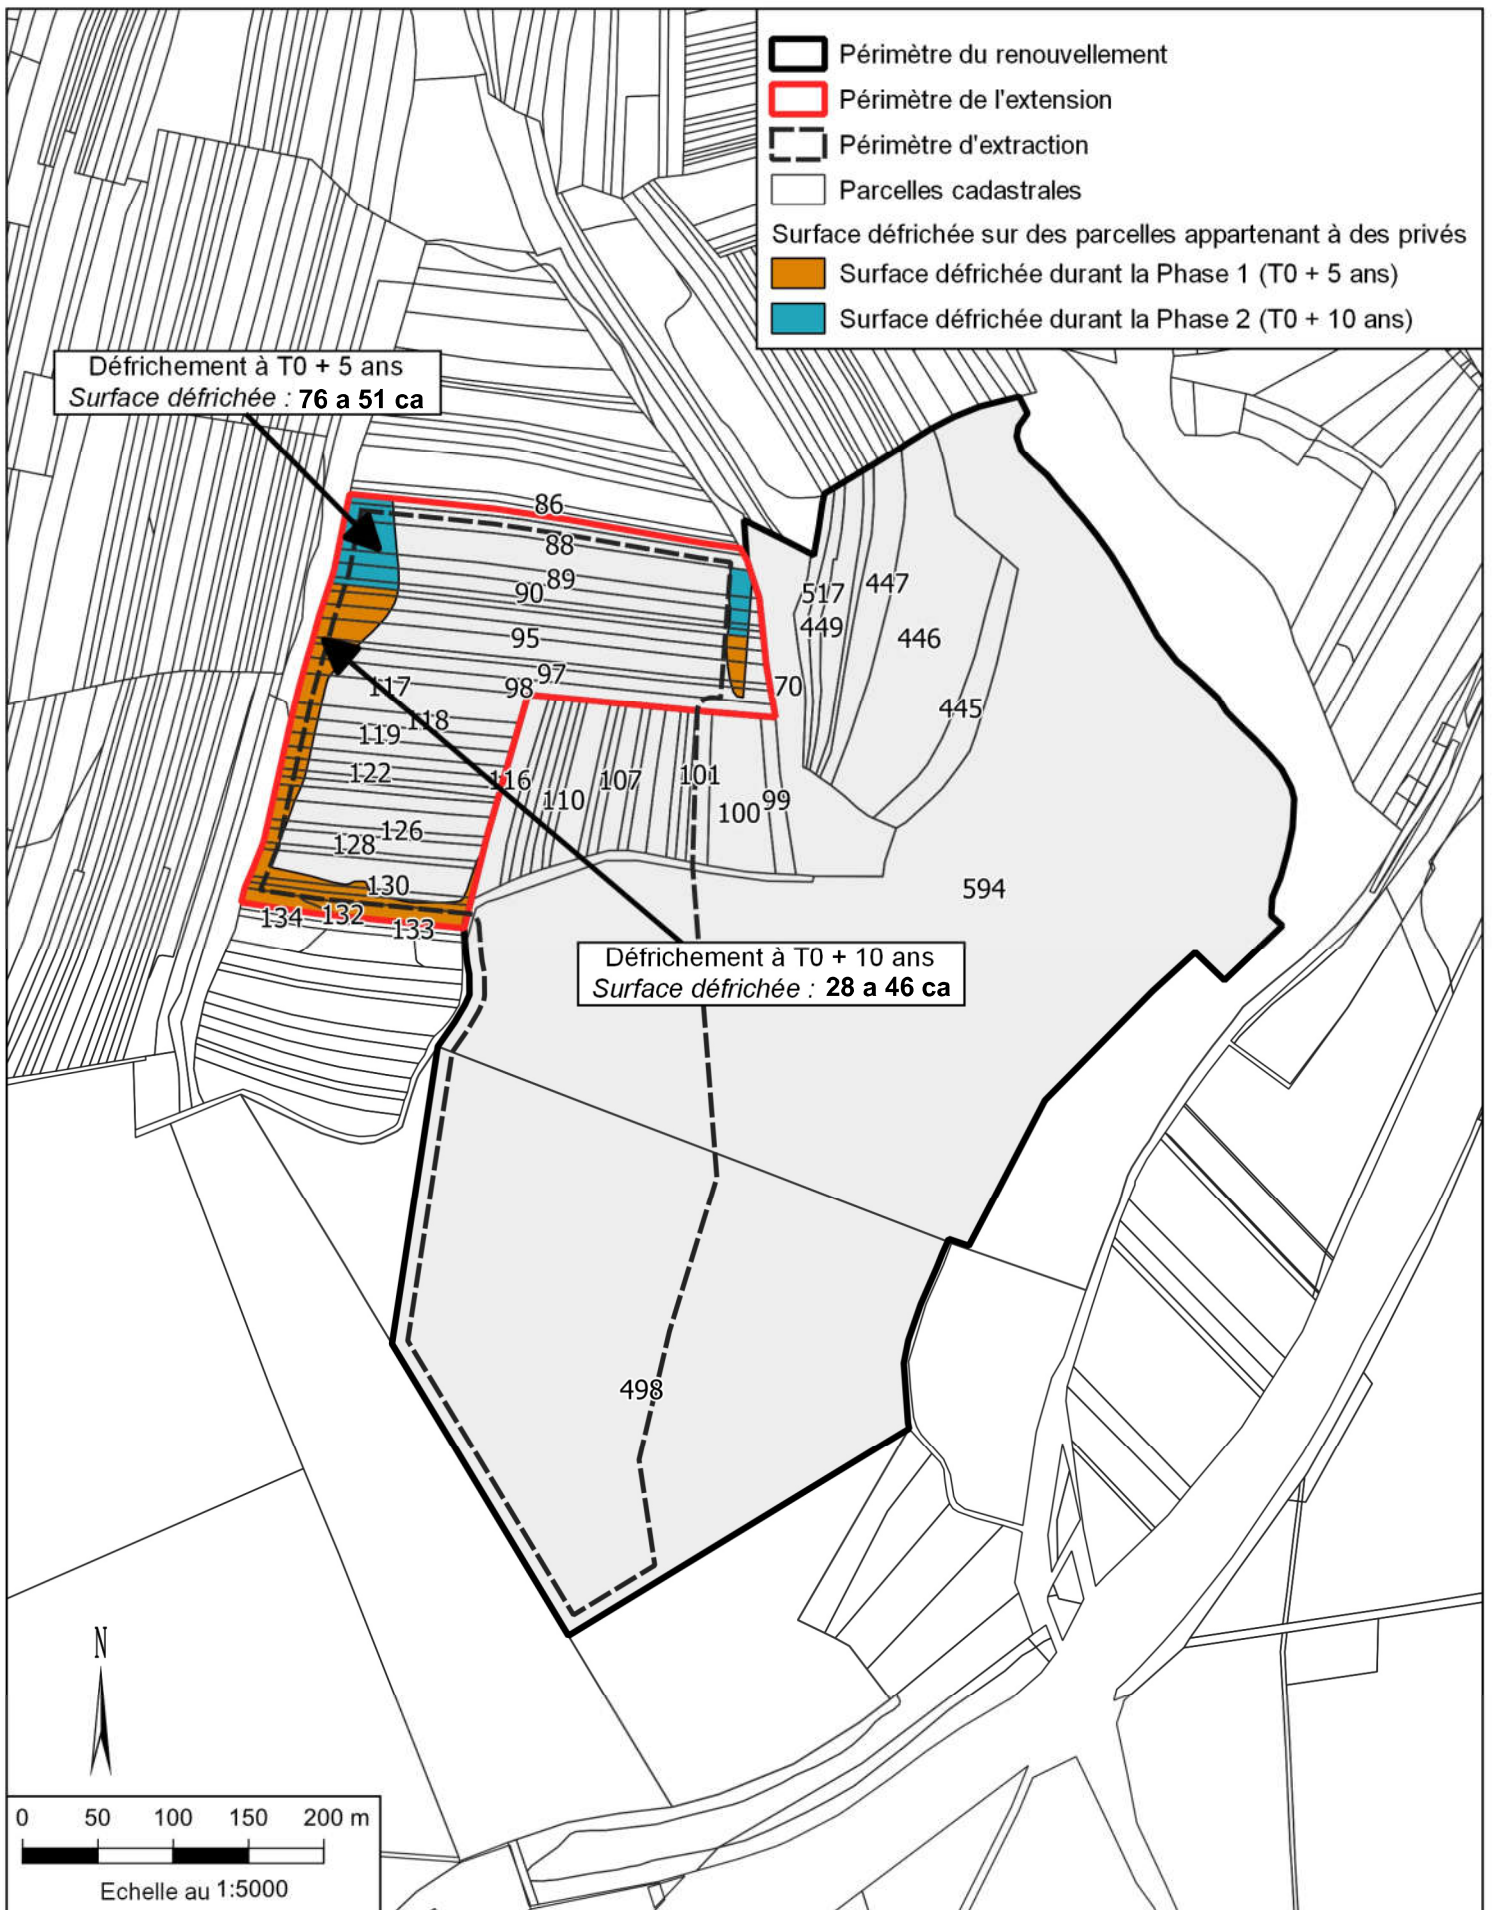 Périmètre du renouvellement
Périmètre de l'extension
Périmètre d'extraction
Parcelles cadastrales
Surface défrichée sur des parcelles appartenant à des privés
Surface défrichée durant la Phase 1 (T0 + 5 ans)
Surface défrichée durant la Phase 2 (T0 + 10 ans)
Défrichement à T0 + 5 ans
Surface défrichée : 76 a 51 ca
86
88
89
90
95
97
98
70
517
447
449
446
445
117
118
119
122
116
110
107
101
100
99
126
128
130
134
132
133
594
Défrichement à T0 + 10 ans
Surface défrichée : 28 a 46 ca
498
N
0 50 100 150 200 m
Echelle au 1:5000